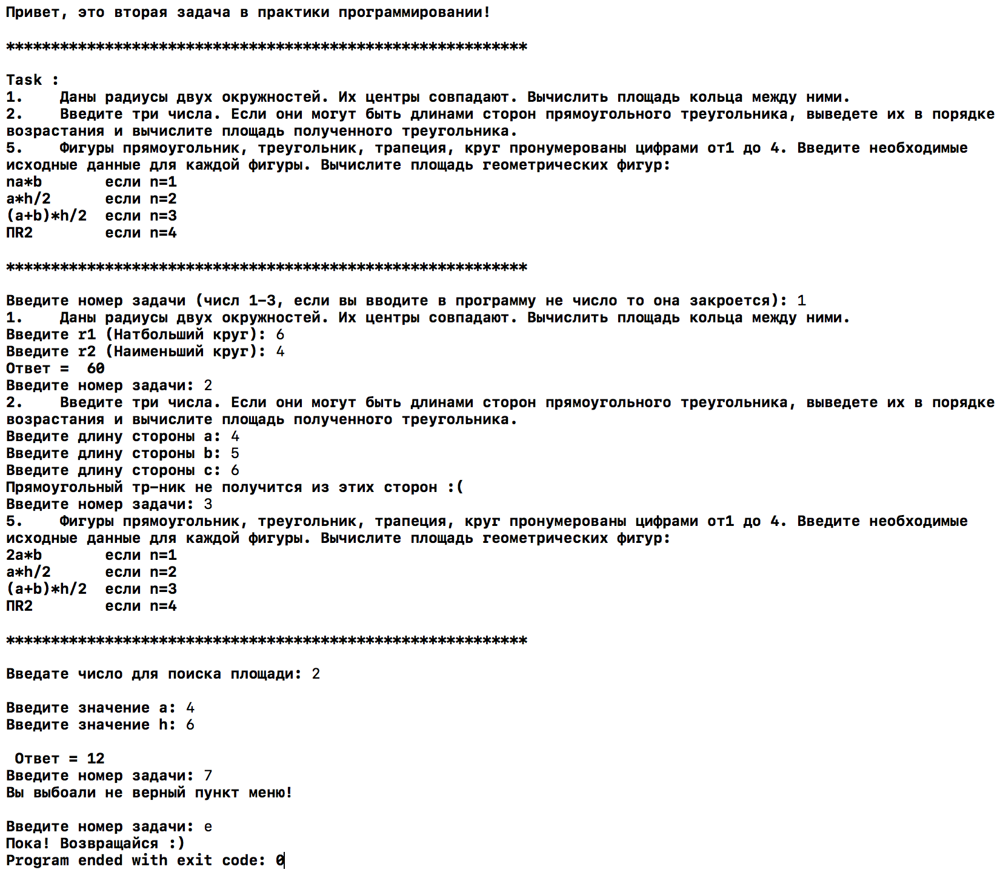 Привет, это вторая задача в практики программировании!
**********************************************************
Task :
1.    Даны радиусы двух окружностей. Их центры совпадают. Вычислить площадь кольца между ними.
2.    Введите три числа. Если они могут быть длинами сторон прямоугольного треугольника, выведете их в порядке
возрастания и вычислите площадь полученного треугольника.
5.    Фигуры прямоугольник, треугольник, трапеция, круг пронумерованы цифрами от1 до 4. Введите необходимые
исходные данные для каждой фигуры. Вычислите площадь геометрических фигур:
na*b       если n=1
a*h/2      если n=2
(a+b)*h/2  если n=3
ПR2        если n=4
**********************************************************
Введите номер задачи (числ 1-3, если вы вводите в программу не число то она закроется): 1
1.    Даны радиусы двух окружностей. Их центры совпадают. Вычислить площадь кольца между ними.
Введите r1 (Натбольший круг): 6
Введите r2 (Наименьший круг): 4
Ответ =  60
Введите номер задачи: 2
2.    Введите три числа. Если они могут быть длинами сторон прямоугольного треугольника, выведете их в порядке
возрастания и вычислите площадь полученного треугольника.
Введите длину стороны a: 4
Введите длину стороны b: 5
Введите длину стороны c: 6
Прямоугольный тр-ник не получится из этих сторон :(
Введите номер задачи: 3
5.    Фигуры прямоугольник, треугольник, трапеция, круг пронумерованы цифрами от1 до 4. Введите необходимые
исходные данные для каждой фигуры. Вычислите площадь геометрических фигур:
2a*b       если n=1
a*h/2      если n=2
(a+b)*h/2  если n=3
ПR2        если n=4
**********************************************************
Введате число для поиска площади: 2
Введите значение a: 4
Введите значение h: 6
Ответ = 12
Введите номер задачи: 7
Вы выбоали не верный пункт меню!
Введите номер задачи: e
Пока! Возвращайся :)
Program ended with exit code: 0